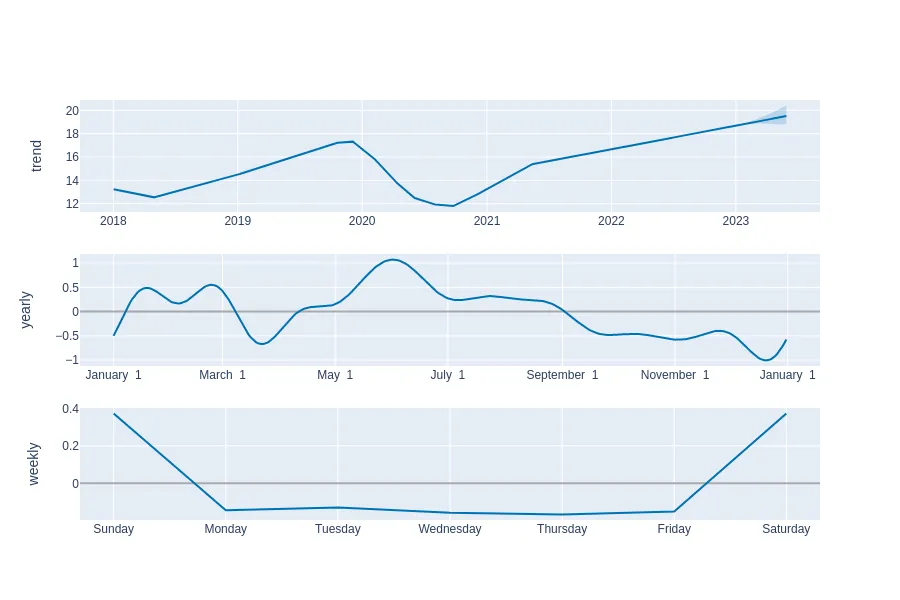 trend
20
18
16
14
12
2018 2019 2020 2021 2022 2023
yearly
1
0.5
0
−0.5
−1
January 1 March 1 May 1 July 1 September 1 November 1 January 1
weekly
0.4
0.2
0
Sunday Monday Tuesday Wednesday Thursday Friday Saturday